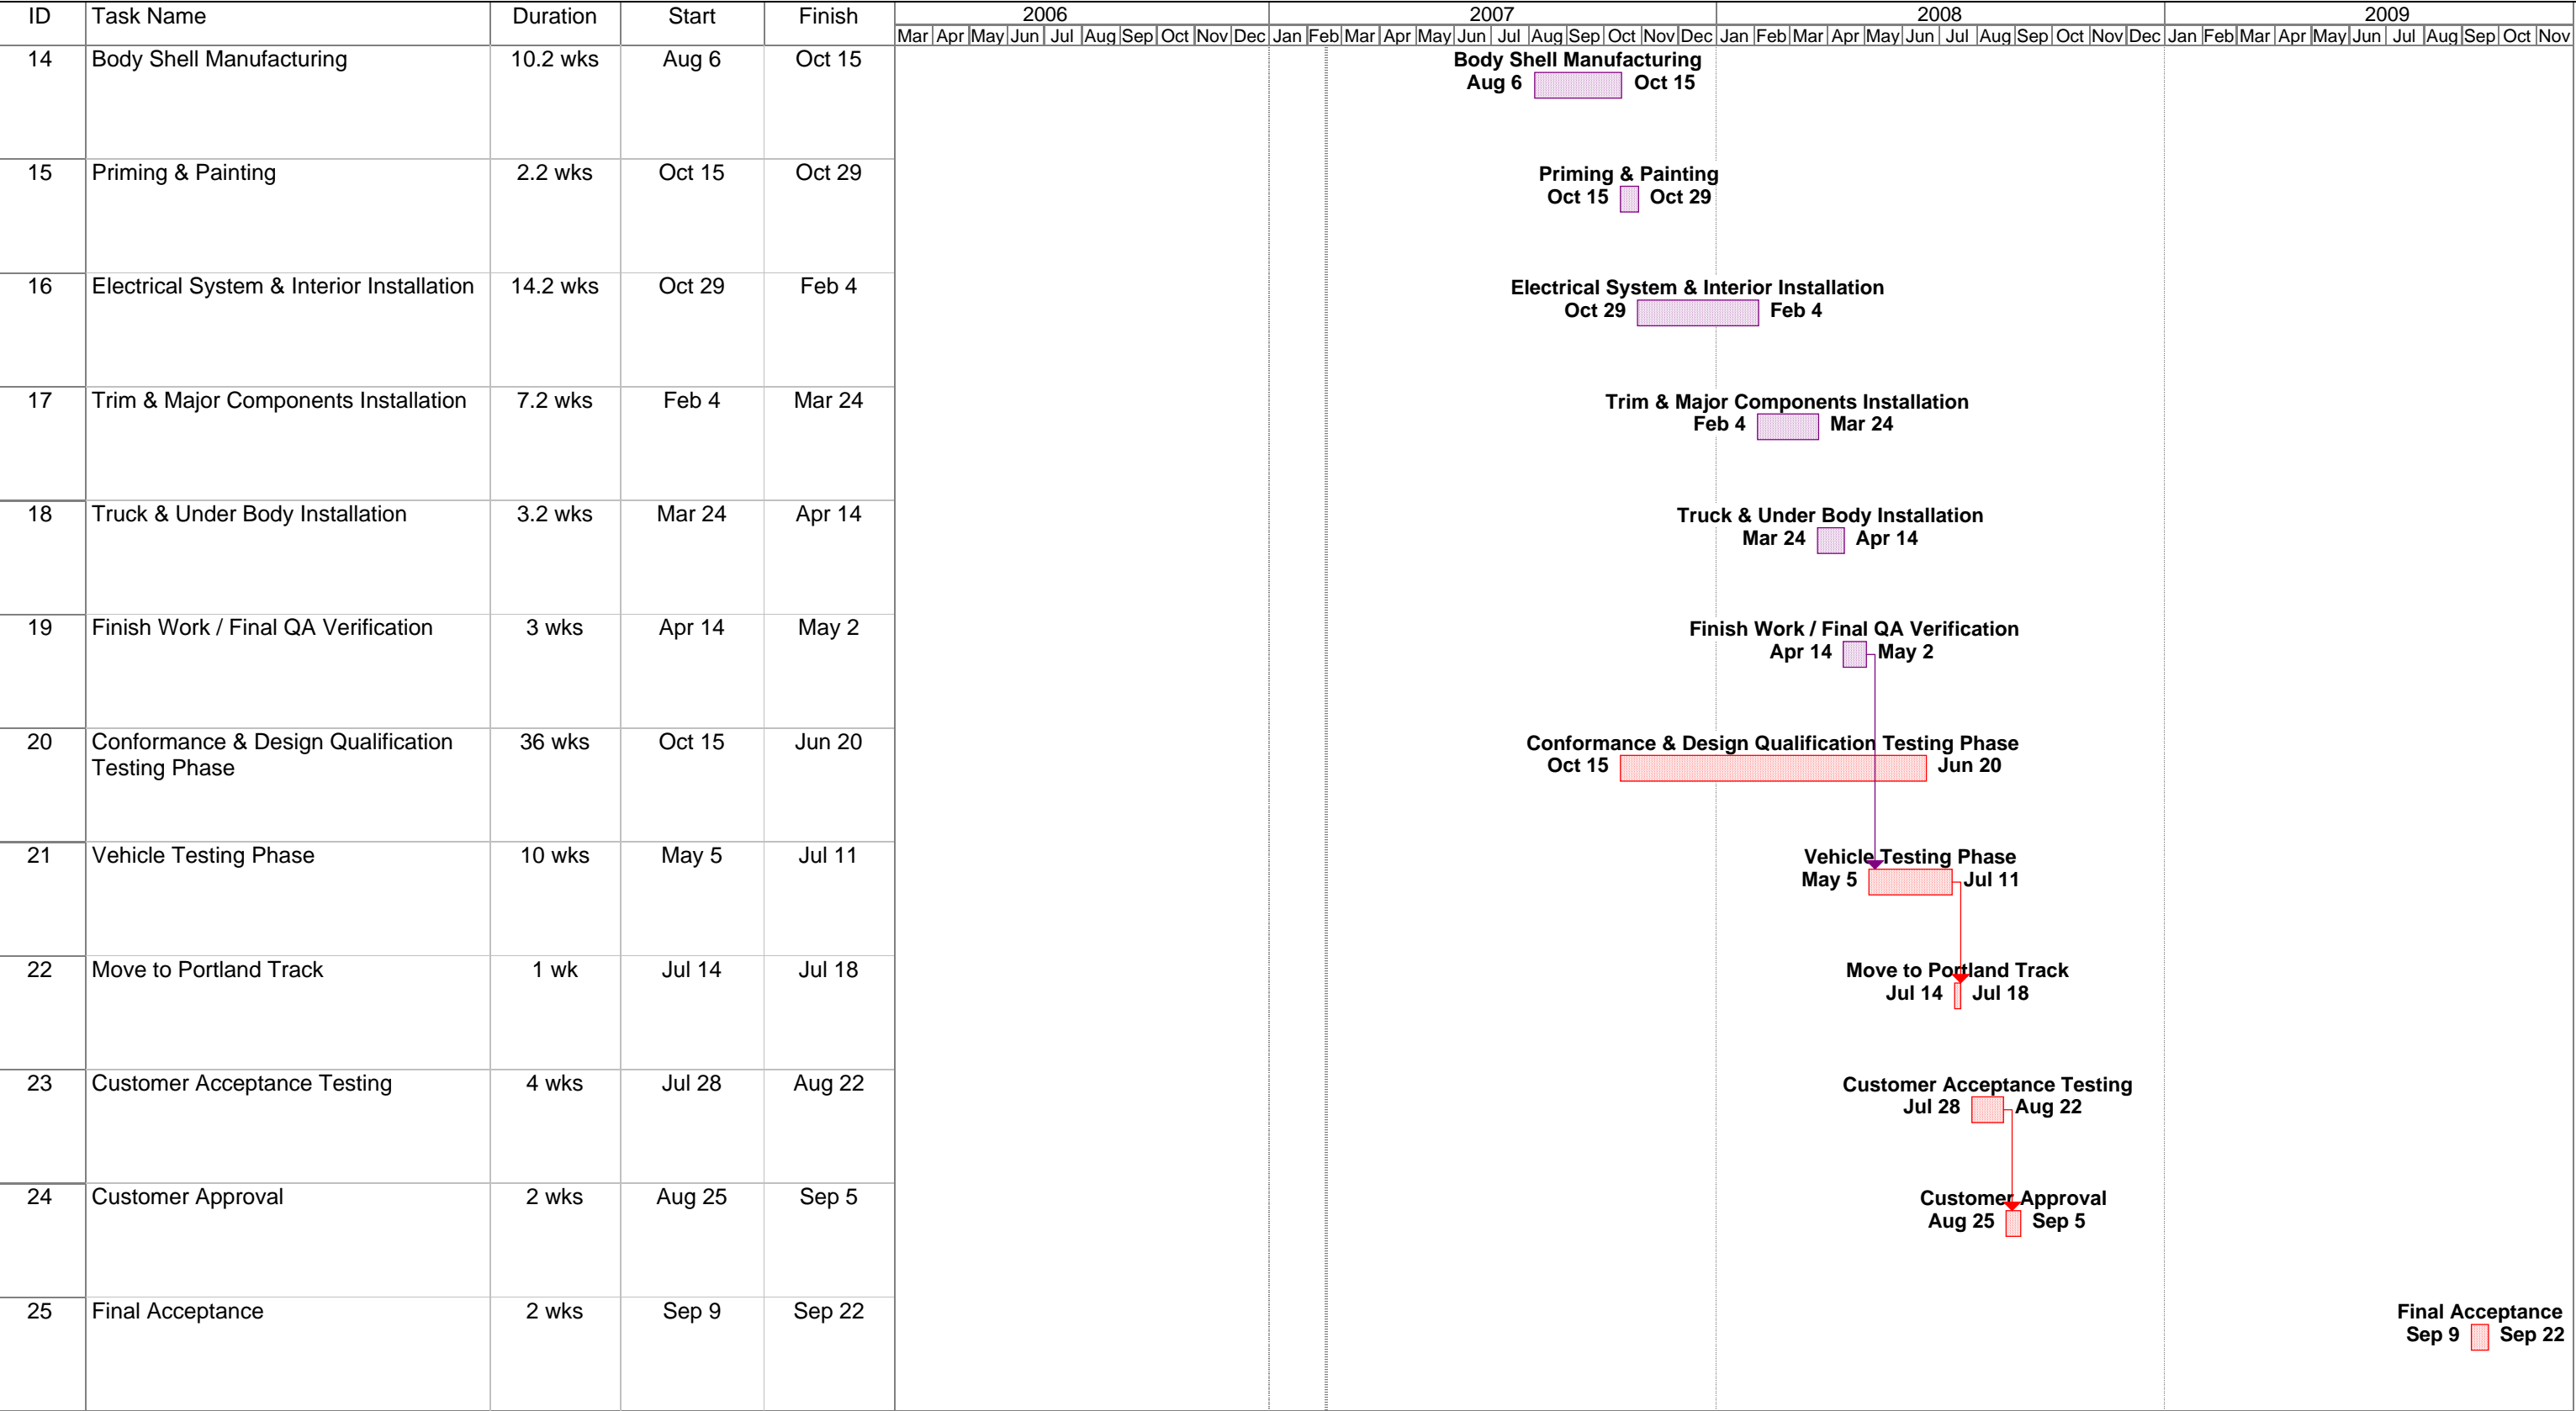 ID Task Name Duration Start Finish 2006 2007 2008 2009
Mar Apr May Jun Jul Aug Sep Oct Nov Dec Jan Feb Mar Apr May Jun Jul Aug Sep Oct Nov Dec Jan Feb Mar Apr May Jun Jul Aug Sep Oct Nov Dec Jan Feb Mar Apr May Jun Jul Aug Sep Oct Nov
14 Body Shell Manufacturing 10.2 wks Aug 6 Oct 15 Body Shell Manufacturing
Aug 6 Oct 15
15 Priming & Painting 2.2 wks Oct 15 Oct 29 Priming & Painting
Oct 15 Oct 29
16 Electrical System & Interior Installation 14.2 wks Oct 29 Feb 4 Electrical System & Interior Installation
Oct 29 Feb 4
17 Trim & Major Components Installation 7.2 wks Feb 4 Mar 24 Trim & Major Components Installation
Feb 4 Mar 24
18 Truck & Under Body Installation 3.2 wks Mar 24 Apr 14 Truck & Under Body Installation
Mar 24 Apr 14
19 Finish Work / Final QA Verification 3 wks Apr 14 May 2 Finish Work / Final QA Verification
Apr 14 May 2
20 Conformance & Design Qualification 36 wks Oct 15 Jun 20 Conformance & Design Qualification Testing Phase
Testing Phase Oct 15 Jun 20
21 Vehicle Testing Phase 10 wks May 5 Jul 11 Vehicle Testing Phase
May 5 Jul 11
22 Move to Portland Track 1 wk Jul 14 Jul 18 Move to Portland Track
Jul 14 Jul 18
23 Customer Acceptance Testing 4 wks Jul 28 Aug 22 Customer Acceptance Testing
Jul 28 Aug 22
24 Customer Approval 2 wks Aug 25 Sep 5 Customer Approval
Aug 25 Sep 5
25 Final Acceptance 2 wks Sep 9 Sep 22 Final Acceptance
Sep 9 Sep 22